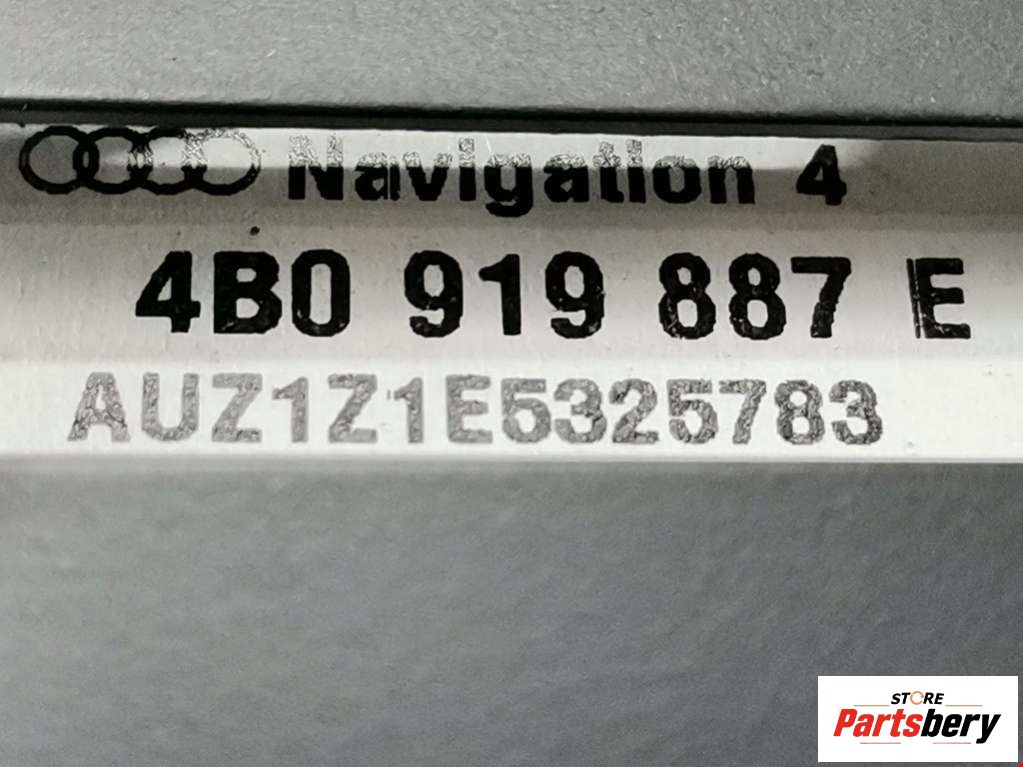 Navigation 4
4B0 919 887 E
AUZ1Z1E5325783
STORE
Partsbery